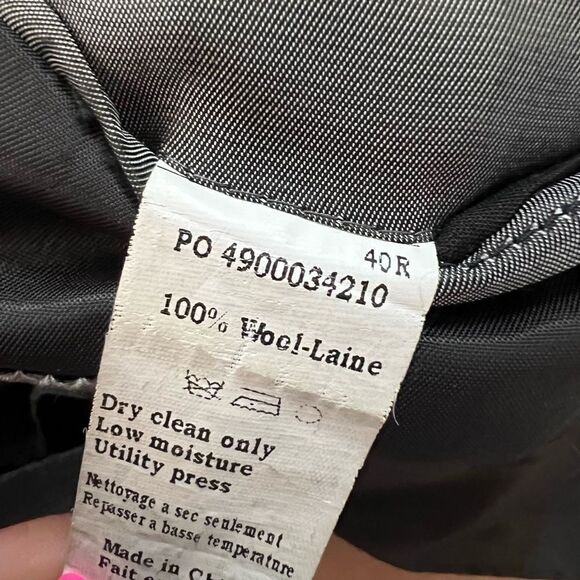 40R
PO 4900034210
100% Wool-Laine
Dry clean only
Low moisture
Utility press
Nettoyage a sec seulement
Repasser a basse temperature
Made in
Fait